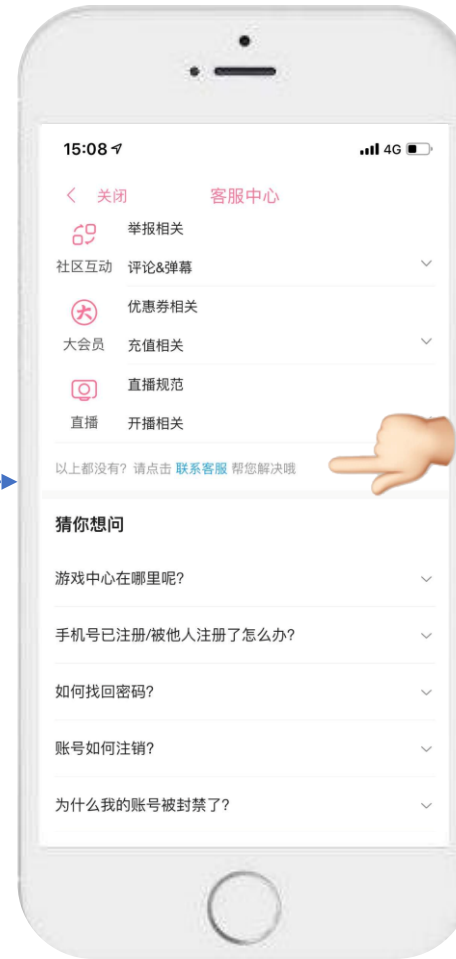 15:08
4G
关闭
客服中心
举报相关
社区互动
评论&弹幕
优惠券相关
大
大会员
充值相关
直播规范
直播
开播相关
以上都没有？请点击 联系客服 帮您解决哦
猜你想问
游戏中心在哪里呢?
手机号已注册/被他人注册了怎么办?
如何找回密码?
账号如何注销?
为什么我的账号被封禁了?